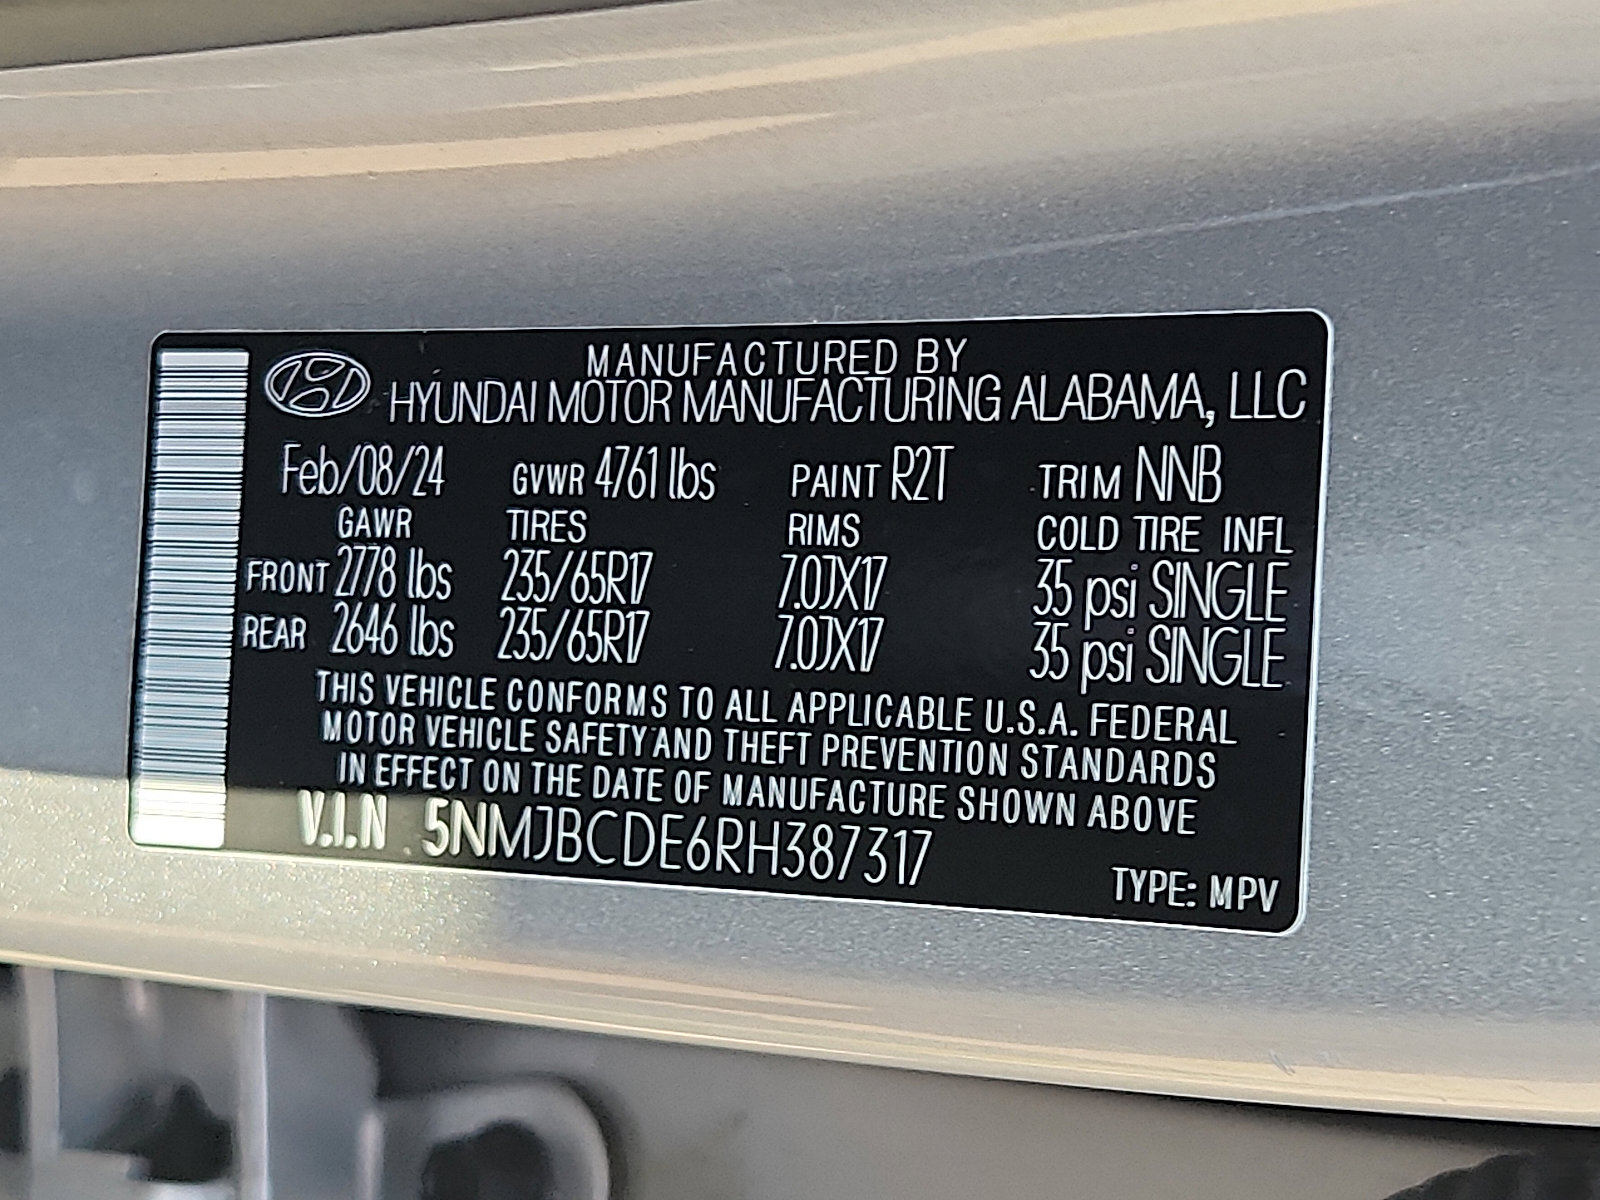 MANUFACTURED BY
HYUNDAI MOTOR MANUFACTURING ALABAMA, LLC
Feb/08/24 GVWR 4761 lbs PAINT R2T TRIM NNB
GAWR TIRES RIMS COLD TIRE INFL
FRONT 2778 lbs 235/65R17 7.0JX17 35 psi SINGLE
REAR 2646 lbs 235/65R17 7.0JX17 35 psi SINGLE
THIS VEHICLE CONFORMS TO ALL APPLICABLE U.S.A. FEDERAL
MOTOR VEHICLE SAFETY AND THEFT PREVENTION STANDARDS
IN EFFECT ON THE DATE OF MANUFACTURE SHOWN ABOVE
V.I.N . 5NMJBCDE6RH387317
TYPE: MPV